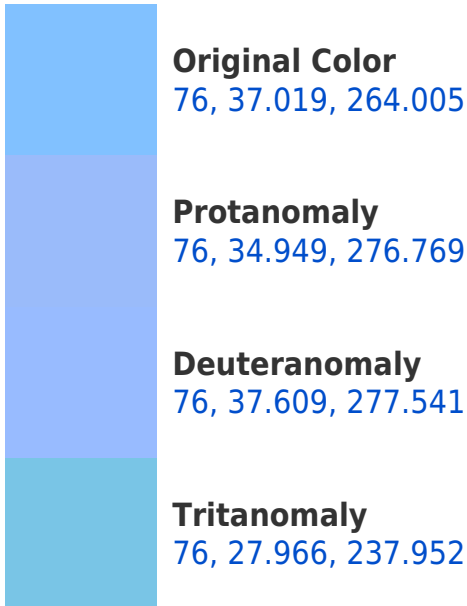 Original Color
76, 37.019, 264.005
Protanomaly
76, 34.949, 276.769
Deuteranomaly
76, 37.609, 277.541
Tritanomaly
76, 27.966, 237.952